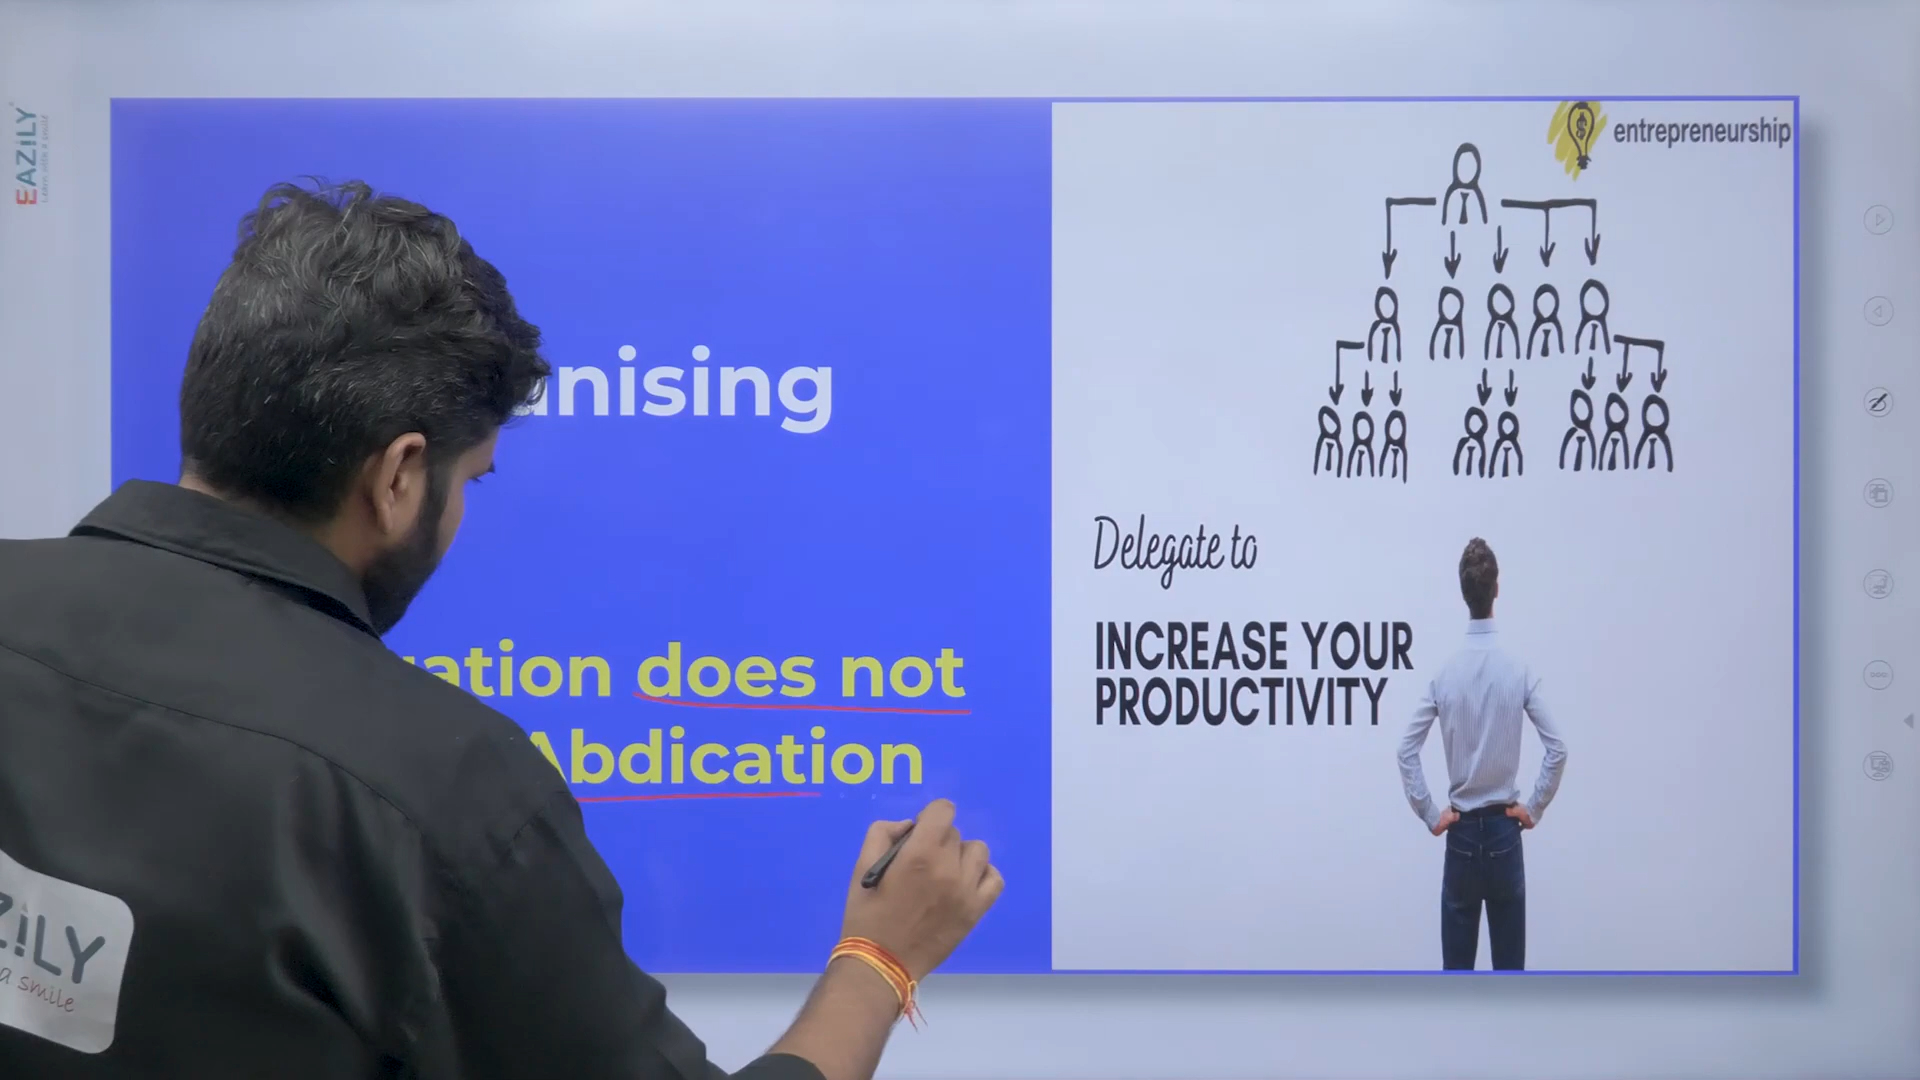 EAZiLY
entrepreneurship
nising
ation does not
Abdication
Delegate to
INCREASE YOUR
PRODUCTIVITY
ZiLY
a smile